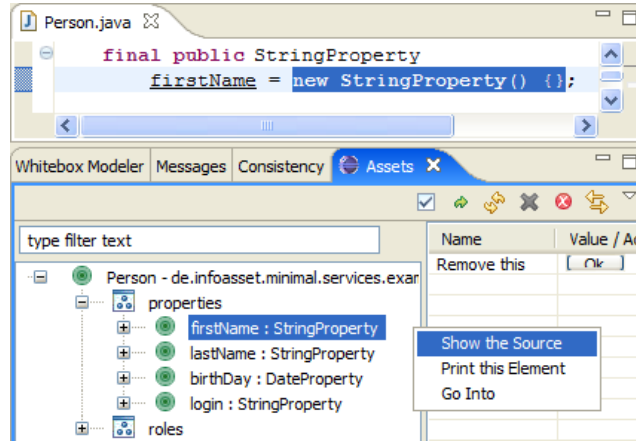 Person.java
final public StringProperty
firstName = new StringProperty() {};
Whitebox Modeler Messages Consistency Assets
type filter text
Name Value /
Person - de.infoasset.minimal.services.exar
Remove this Ok
properties
firstName : StringProperty
lastName : StringProperty
birthDay : DateProperty
login : StringProperty
roles
Show the Source
Print this Element
Go Into